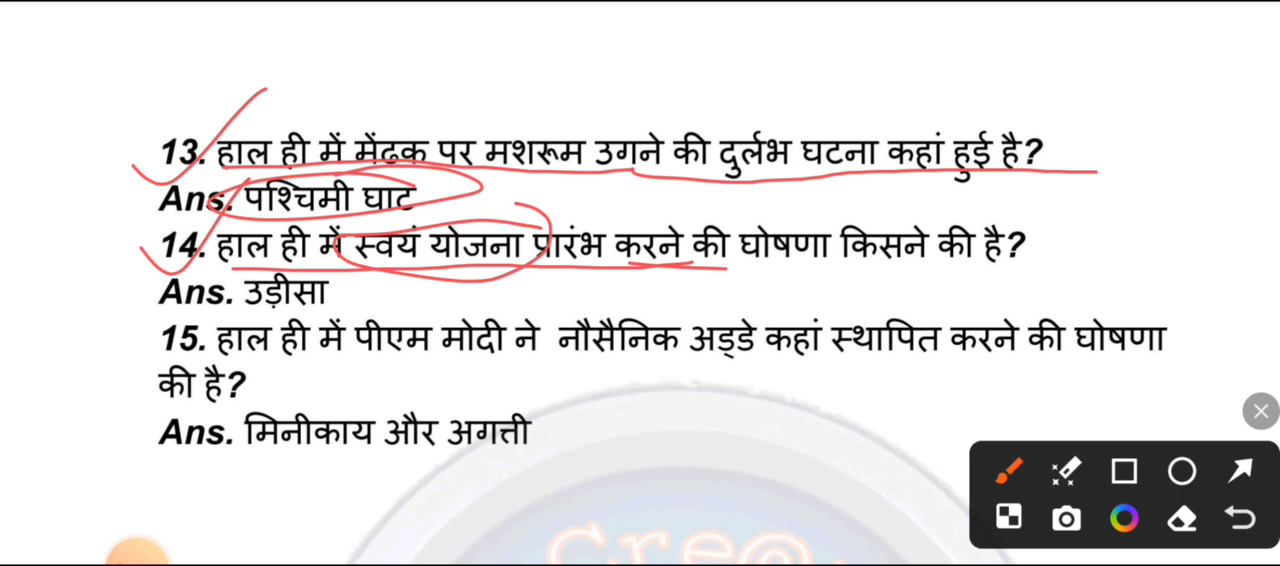 13. हाल ही में मेंढक पर मशरूम उगने की दुर्लभ घटना कहां हुई है?
Ans. पश्चिमी घाट
14. हाल ही में स्वयं योजना प्रारंभ करने की घोषणा किसने की है?
Ans. उड़ीसा
15. हाल ही में पीएम मोदी ने नौसैनिक अड्डे कहां स्थापित करने की घोषणा
की है?
Ans. मिनीकाय और अगत्ती